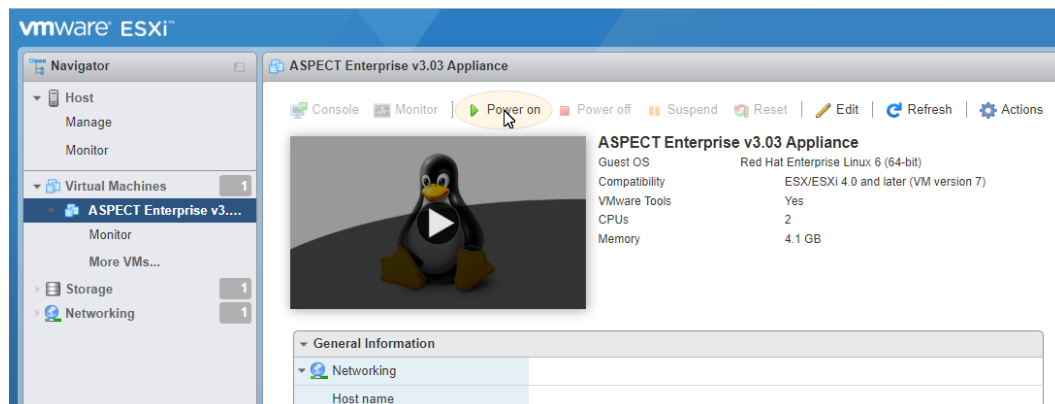 vmware ESXi™
Navigator
Host
Manage
Monitor
Virtual Machines 1
ASPECT Enterprise v3....
Monitor
More VMs...
Storage 1
Networking 1
ASPECT Enterprise v3.03 Appliance
Console Monitor Power on Power off Suspend Reset Edit Refresh Actions
ASPECT Enterprise v3.03 Appliance
Guest OS Red Hat Enterprise Linux 6 (64-bit)
Compatibility ESX/ESXi 4.0 and later (VM version 7)
VMware Tools Yes
CPUs 2
Memory 4.1 GB
General Information
Networking
Host name